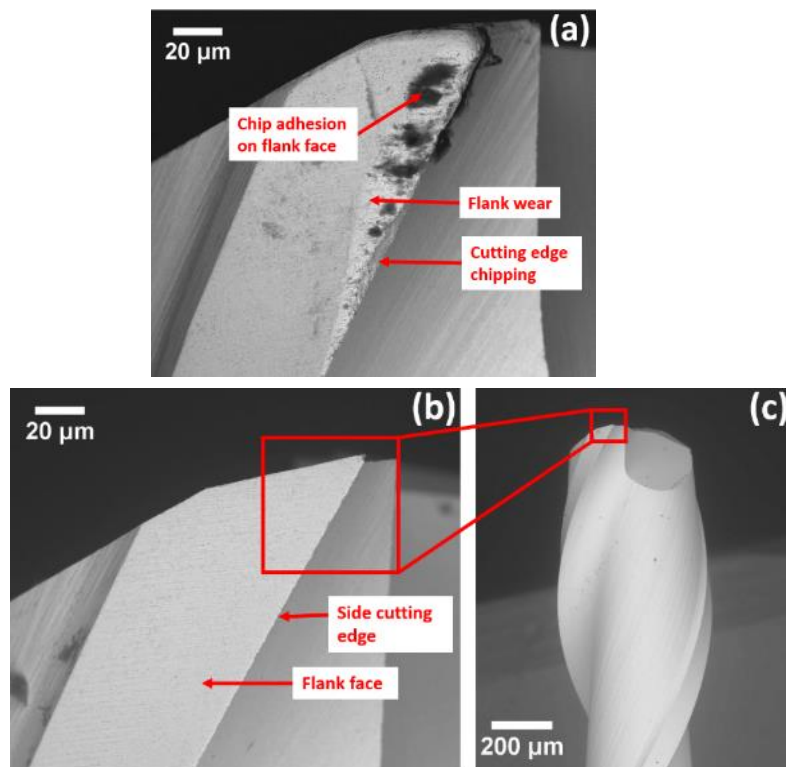 (a)
20 µm
Chip adhesion
on flank face
Flank wear
Cutting edge
chipping
(b)
20 µm
Side cutting
edge
Flank face
(c)
200 µm